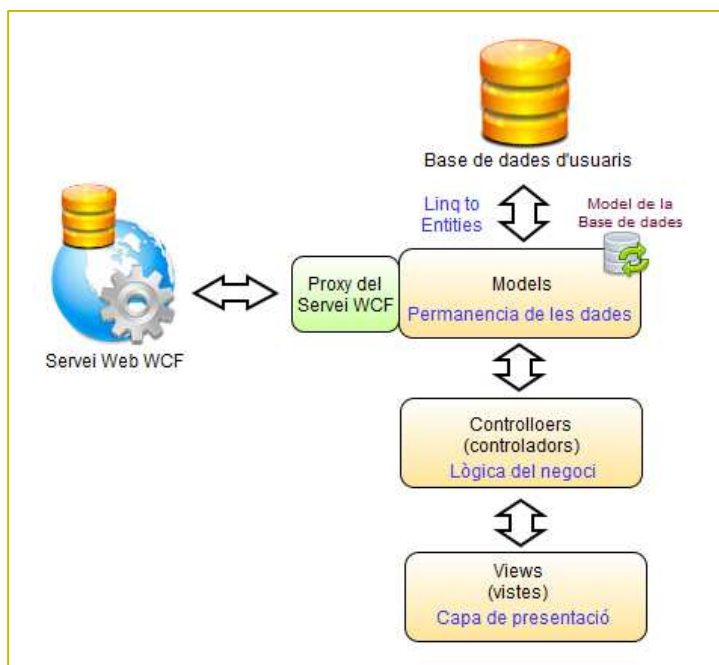 Base de dades d'usuaris
Linq to
Entities
Model de la
Base de dades
Proxy del
Servei WCF
Models
Permanencia de les dades
Servei Web WCF
Controlloers
(controladors)
Lògica del negoci
Views
(vistes)
Capa de presentació